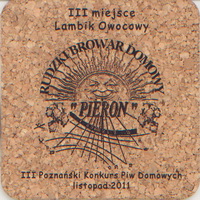 III miejsce
Lambik Owocowy
RUDZKI BROWAR DOMOWY
" PIERON "
III Poznański Konkurs Piw Domowych
listopad 2011